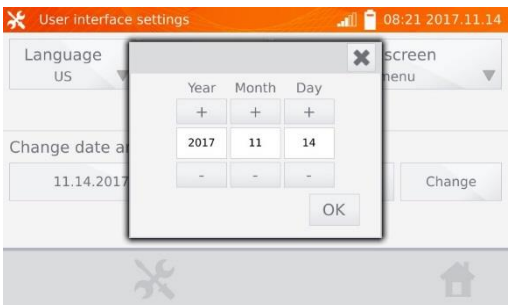 User interface settings 08:21 2017.11.14
Language screen
US enu
Year Month Day
+ + +
2017 11 14
- - -
Change date a
11.14.2017 Change
OK